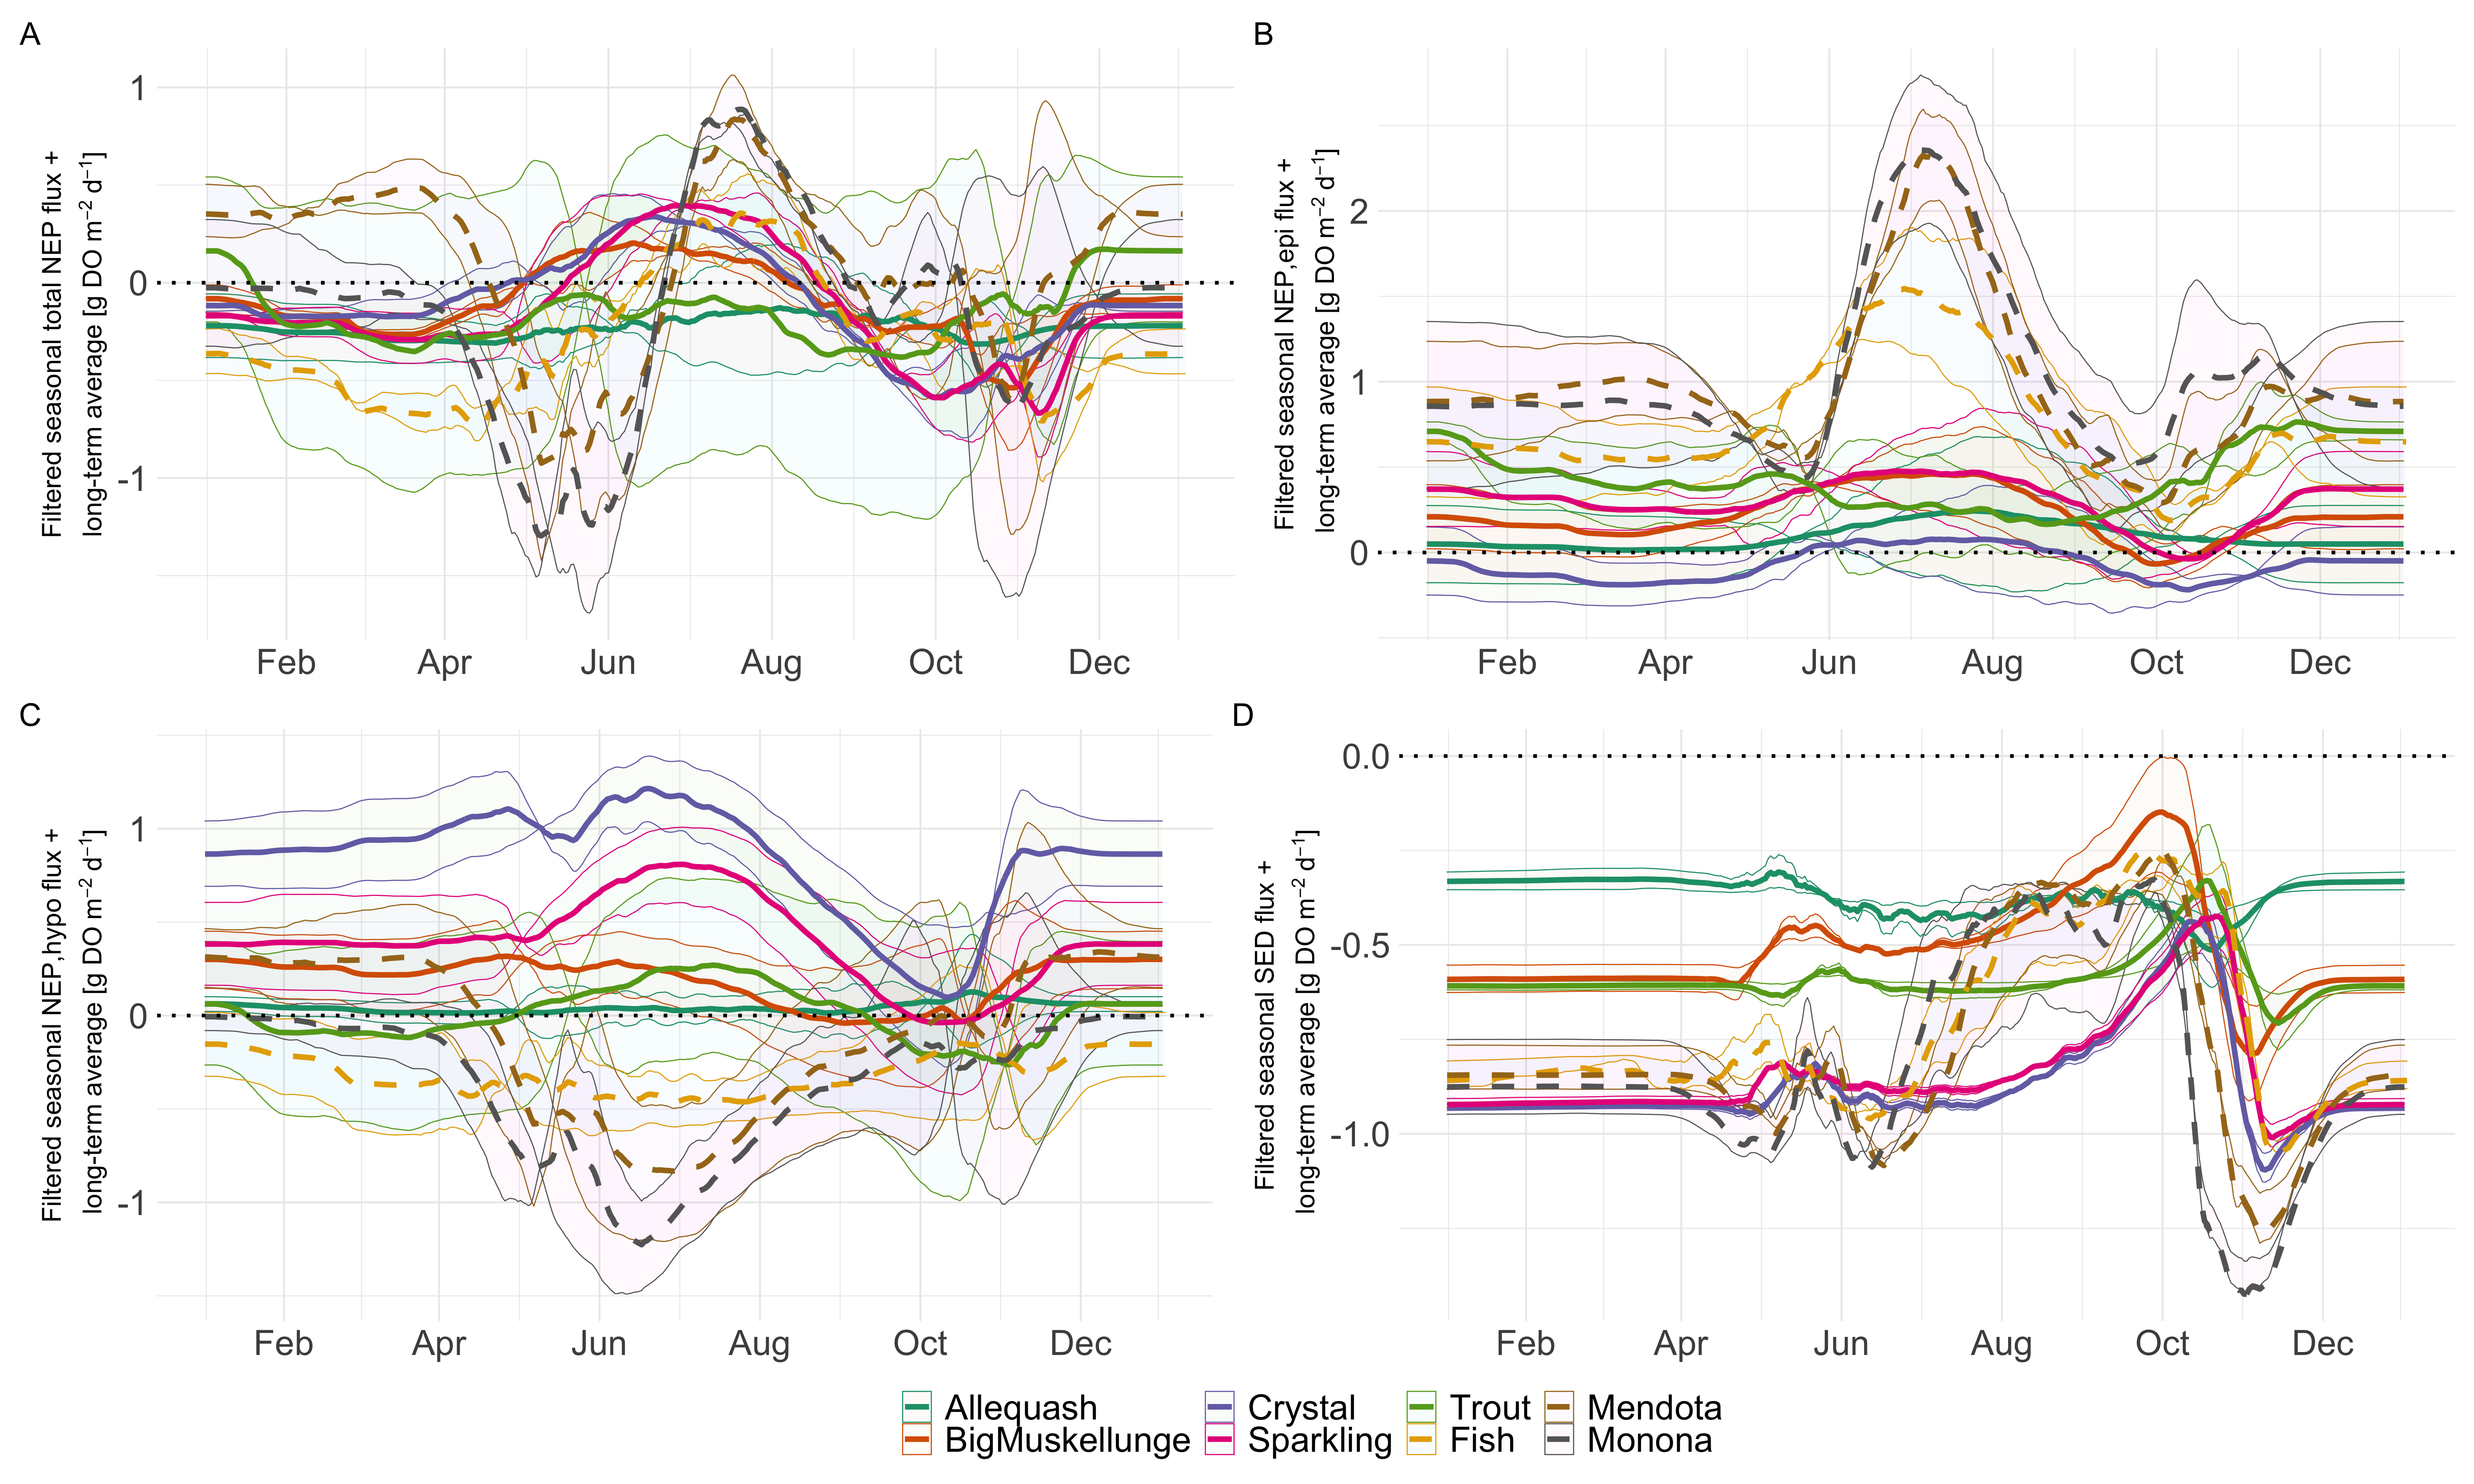 A
Filtered seasonal total NEP flux +
long-term average [g DO m⁻² d⁻¹]
1
0
-1
Feb Apr Jun Aug Oct Dec
B
Filtered seasonal NEP,epi flux +
long-term average [g DO m⁻² d⁻¹]
2
1
0
Feb Apr Jun Aug Oct Dec
C
Filtered seasonal NEP,hypo flux +
long-term average [g DO m⁻² d⁻¹]
1
0
-1
Feb Apr Jun Aug Oct Dec
D
Filtered seasonal SED flux +
long-term average [g DO m⁻² d⁻¹]
0.0
-0.5
-1.0
Feb Apr Jun Aug Oct Dec
Allequash Crystal Trout Mendota
BigMuskellunge Sparkling Fish Monona